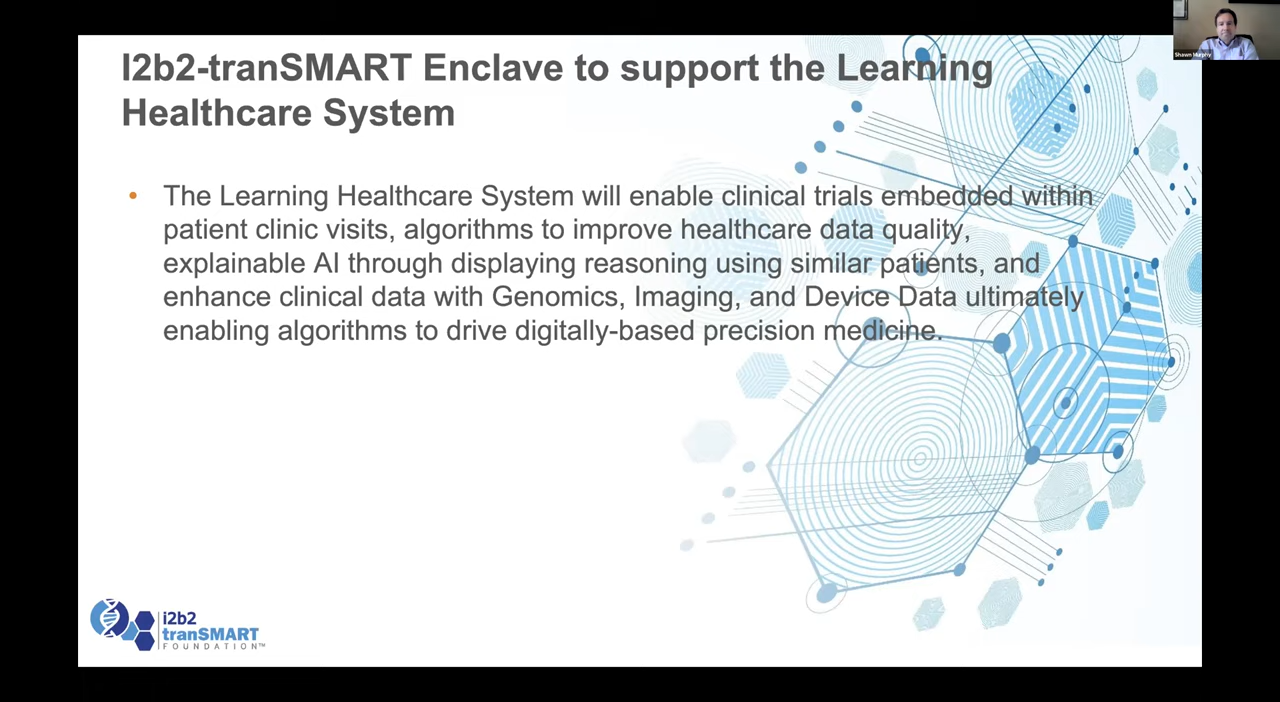 I2b2-tranSMART Enclave to support the Learning
Healthcare System
• The Learning Healthcare System will enable clinical trials embedded within
patient clinic visits, algorithms to improve healthcare data quality,
explainable AI through displaying reasoning using similar patients, and
enhance clinical data with Genomics, Imaging, and Device Data ultimately
enabling algorithms to drive digitally-based precision medicine.
i2b2
tranSMART
FOUNDATION™
Shawn Murphy